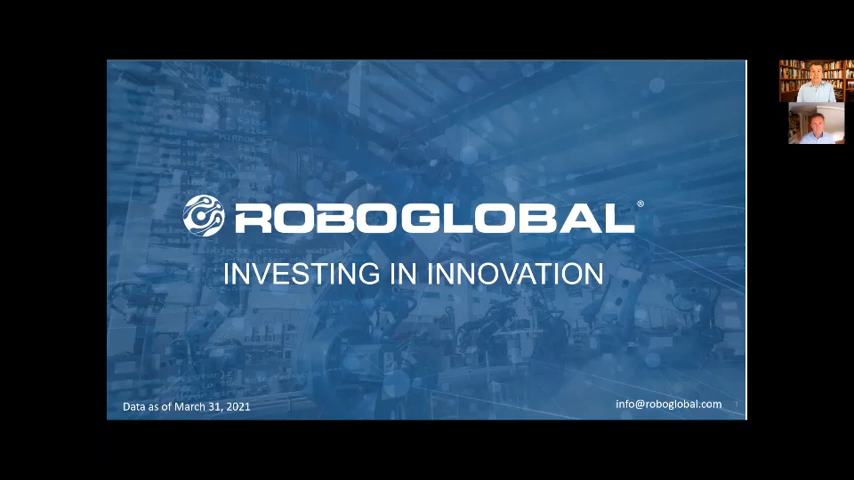 ROBOGLOBAL®
INVESTING IN INNOVATION
Data as of March 31, 2021
info@roboglobal.com